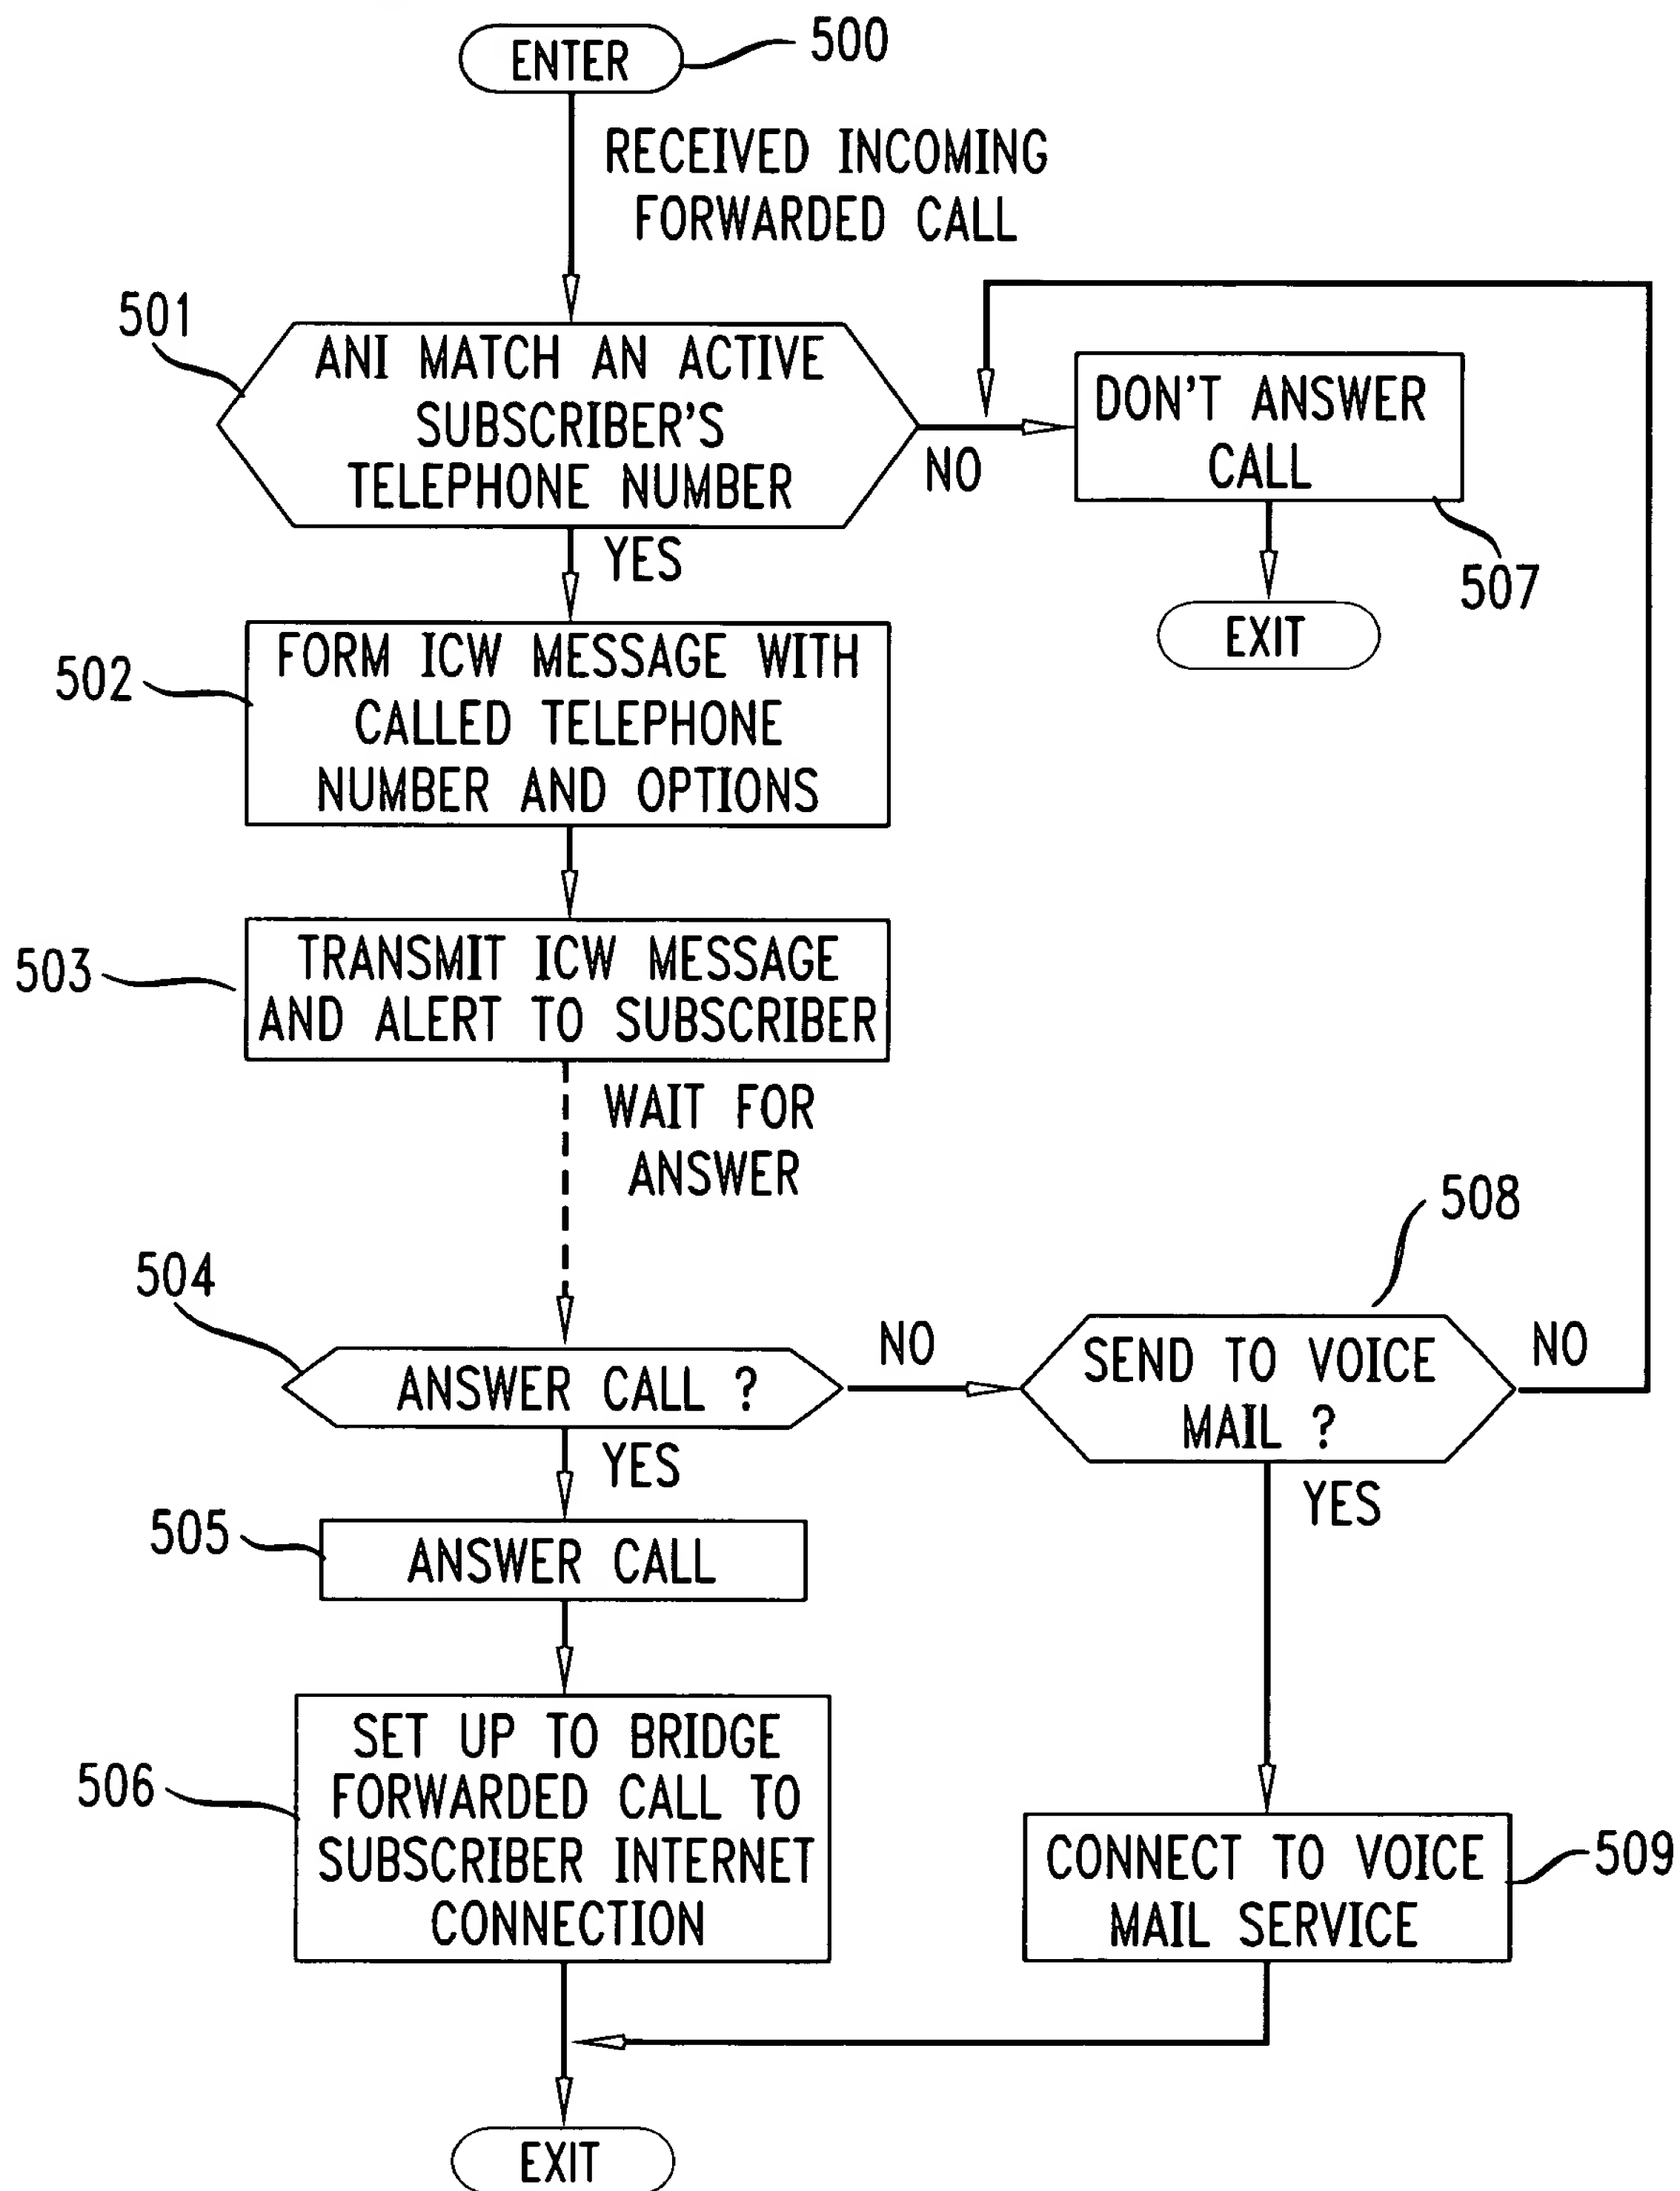 ENTER
500
RECEIVED INCOMING
FORWARDED CALL
501
ANI MATCH AN ACTIVE
SUBSCRIBER'S
TELEPHONE NUMBER
NO
DON'T ANSWER
CALL
507
EXIT
YES
502
FORM ICW MESSAGE WITH
CALLED TELEPHONE
NUMBER AND OPTIONS
503
TRANSMIT ICW MESSAGE
AND ALERT TO SUBSCRIBER
WAIT FOR
ANSWER
504
ANSWER CALL ?
NO
508
SEND TO VOICE
MAIL ?
NO
YES
YES
505
ANSWER CALL
506
SET UP TO BRIDGE
FORWARDED CALL TO
SUBSCRIBER INTERNET
CONNECTION
CONNECT TO VOICE
MAIL SERVICE
509
EXIT